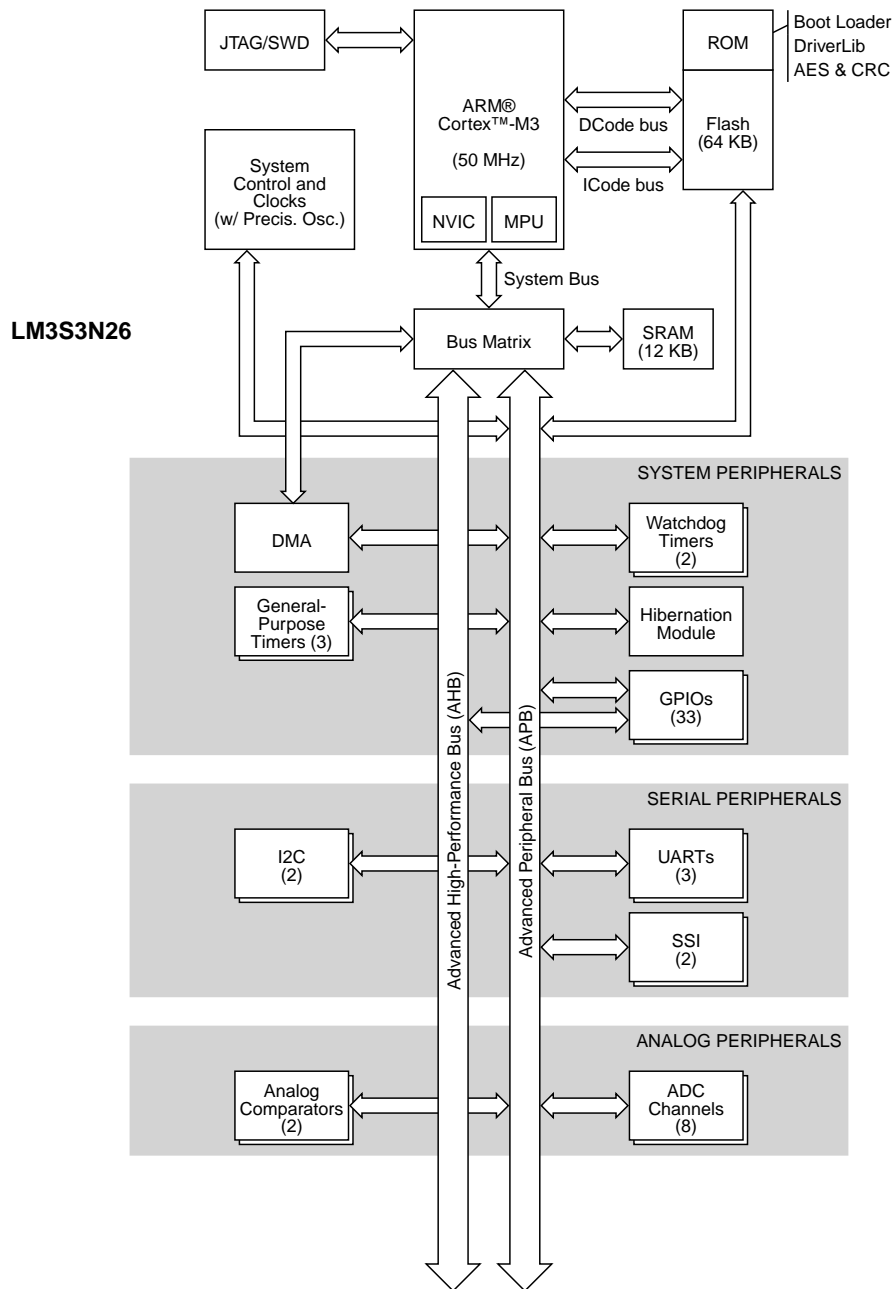 JTAG/SWD
ARM®
Cortex™-M3
(50 MHz)
NVIC
MPU
ROM
Boot Loader
DriverLib
AES & CRC
Flash
(64 KB)
DCode bus
ICode bus
System
Control and
Clocks
(w/ Precis. Osc.)
System Bus
LM3S3N26
Bus Matrix
SRAM
(12 KB)
SYSTEM PERIPHERALS
DMA
Watchdog
Timers
(2)
General-
Purpose
Timers (3)
Hibernation
Module
GPIOs
(33)
Advanced High-Performance Bus (AHB)
Advanced Peripheral Bus (APB)
SERIAL PERIPHERALS
I2C
(2)
UARTs
(3)
SSI
(2)
ANALOG PERIPHERALS
Analog
Comparators
(2)
ADC
Channels
(8)